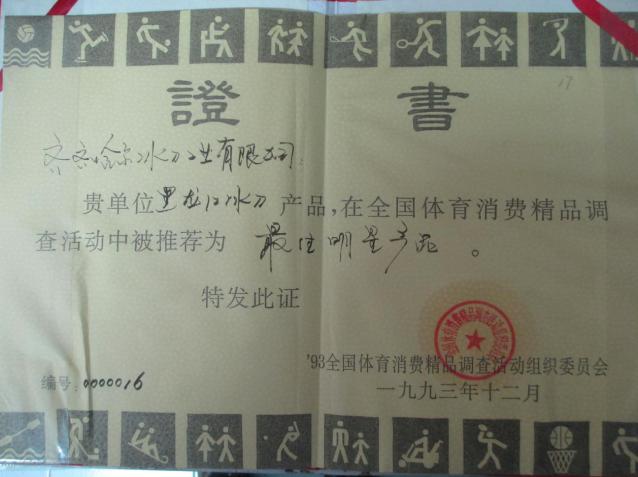 證書
齐齐哈尔冰刀工业有限公司:
贵单位黑龙江冰刀产品,在全国体育消费精品调
查活动中被推荐为 最佳明星产品。
特发此证
'93全国体育消费精品调查活动组织委员会
编号:0000016
一九九三年十二月
17